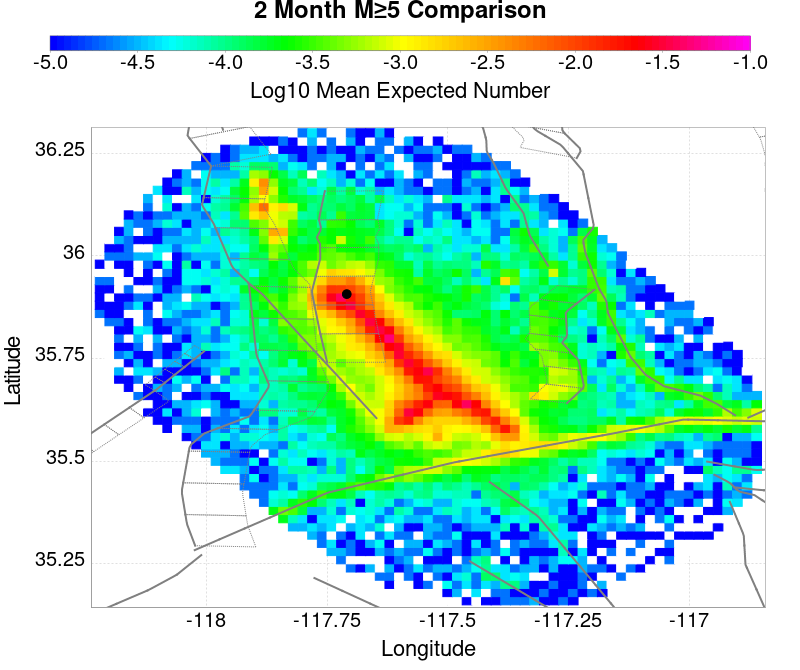 2 Month M≥5 Comparison
-5.0 -4.5 -4.0 -3.5 -3.0 -2.5 -2.0 -1.5 -1.0
Log10 Mean Expected Number
36.25
36
35.75
35.5
35.25
Latitude
-118 -117.75 -117.5 -117.25 -117
Longitude